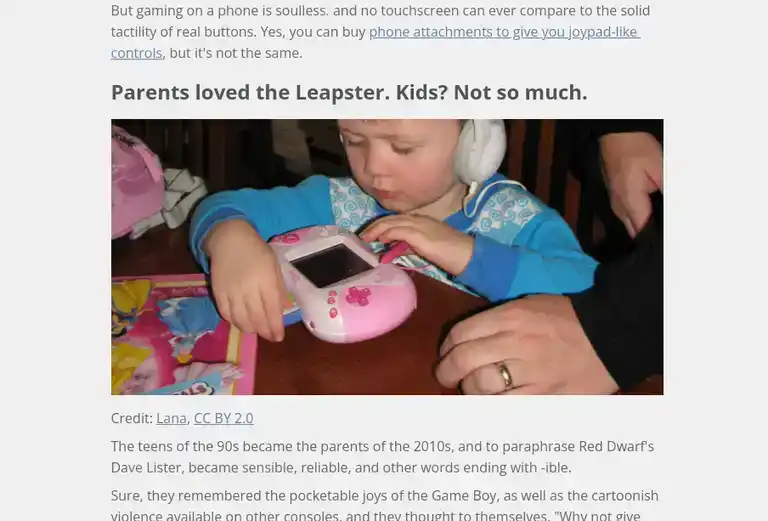 But gaming on a phone is soulless. and no touchscreen can ever compare to the solid
tactility of real buttons. Yes, you can buy phone attachments to give you joypad-like
controls, but it's not the same.
Parents loved the Leapster. Kids? Not so much.
Credit: Lana, CC BY 2.0
The teens of the 90s became the parents of the 2010s, and to paraphrase Red Dwarf's
Dave Lister, became sensible, reliable, and other words ending with -ible.
Sure, they remembered the pocketable joys of the Game Boy, as well as the cartoonish
violence available on other consoles, and they thought to themselves, "Why not give